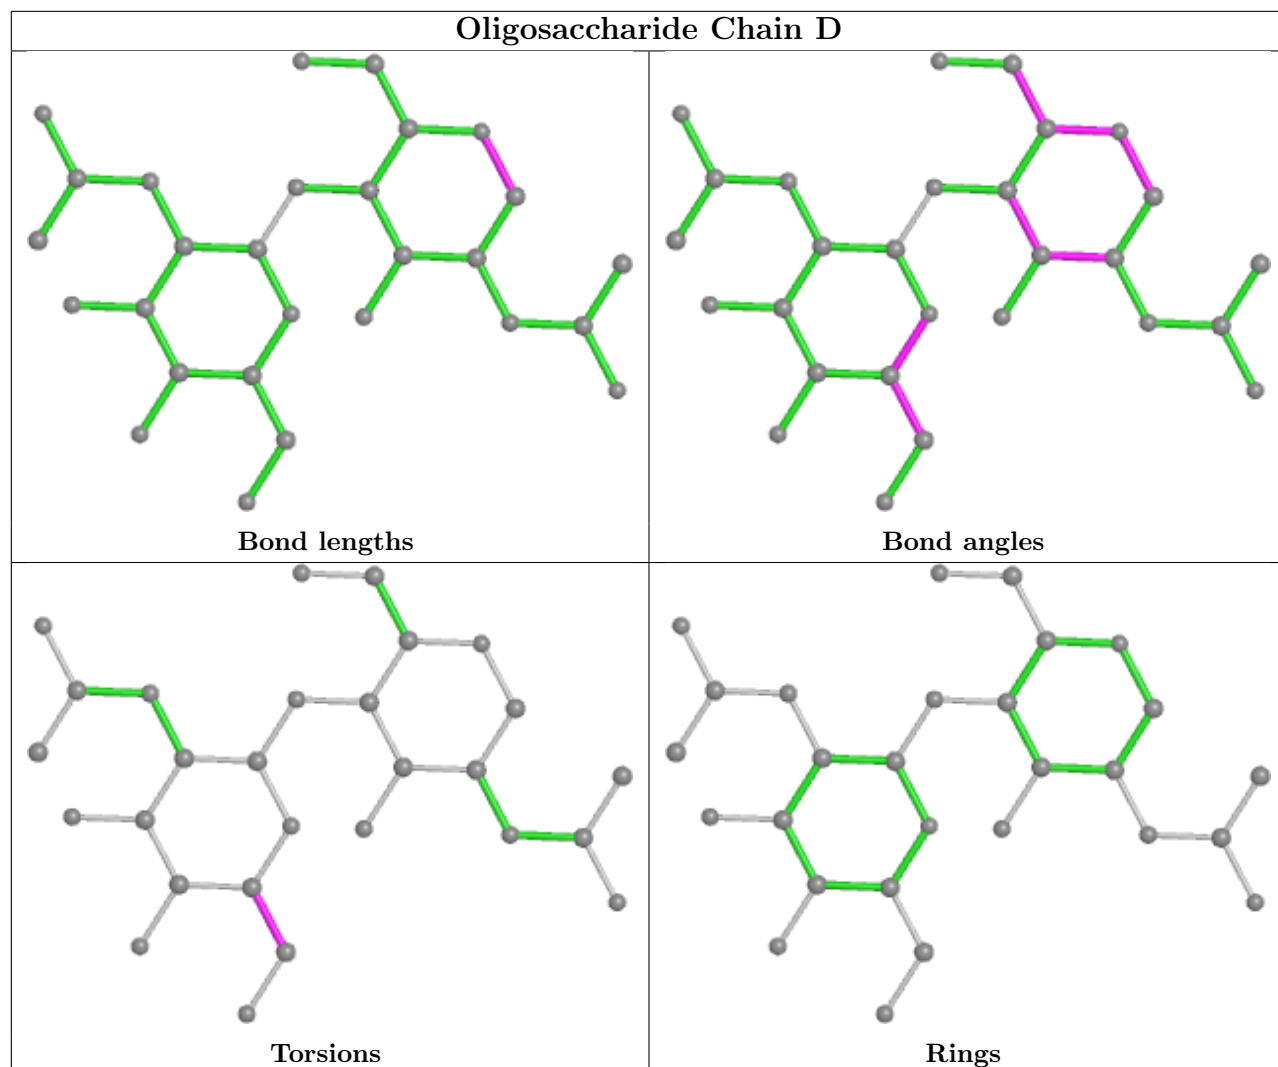 Oligosaccharide Chain D
Bond lengths
Bond angles
Torsions
Rings